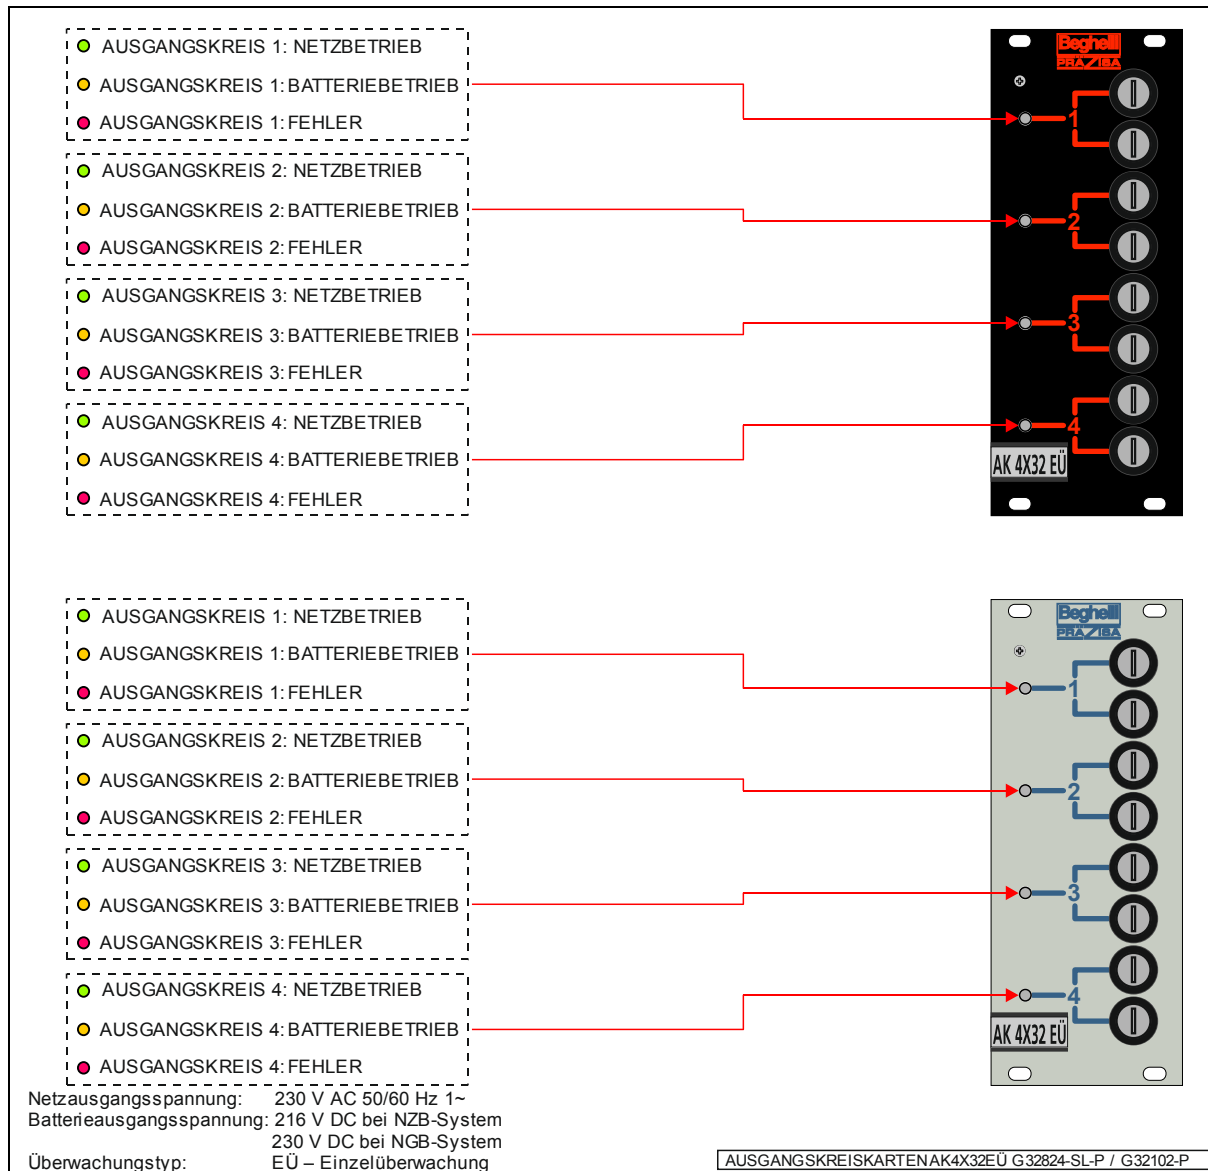 AUSGANGSKREIS 1: NETZBETRIEB
AUSGANGSKREIS 1: BATTERIEBETRIEB
AUSGANGSKREIS 1: FEHLER
AUSGANGSKREIS 2: NETZBETRIEB
AUSGANGSKREIS 2: BATTERIEBETRIEB
AUSGANGSKREIS 2: FEHLER
AUSGANGSKREIS 3: NETZBETRIEB
AUSGANGSKREIS 3: BATTERIEBETRIEB
AUSGANGSKREIS 3: FEHLER
AUSGANGSKREIS 4: NETZBETRIEB
AUSGANGSKREIS 4: BATTERIEBETRIEB
AUSGANGSKREIS 4: FEHLER
Beghelli
PRÄZISA
1
2
3
4
AK 4X32 EÜ
AUSGANGSKREIS 1: NETZBETRIEB
AUSGANGSKREIS 1: BATTERIEBETRIEB
AUSGANGSKREIS 1: FEHLER
AUSGANGSKREIS 2: NETZBETRIEB
AUSGANGSKREIS 2: BATTERIEBETRIEB
AUSGANGSKREIS 2: FEHLER
AUSGANGSKREIS 3: NETZBETRIEB
AUSGANGSKREIS 3: BATTERIEBETRIEB
AUSGANGSKREIS 3: FEHLER
AUSGANGSKREIS 4: NETZBETRIEB
AUSGANGSKREIS 4: BATTERIEBETRIEB
AUSGANGSKREIS 4: FEHLER
Beghelli
PRÄZISA
1
2
3
4
AK 4X32 EÜ
Netzausgangsspannung: 230 V AC 50/60 Hz 1~
Batterieausgangsspannung: 216 V DC bei NZB-System
230 V DC bei NGB-System
Überwachungstyp: EÜ – Einzelüberwachung
AUSGANGSKREISKARTEN AK4X32EÜ G32824-SL-P / G32102-P